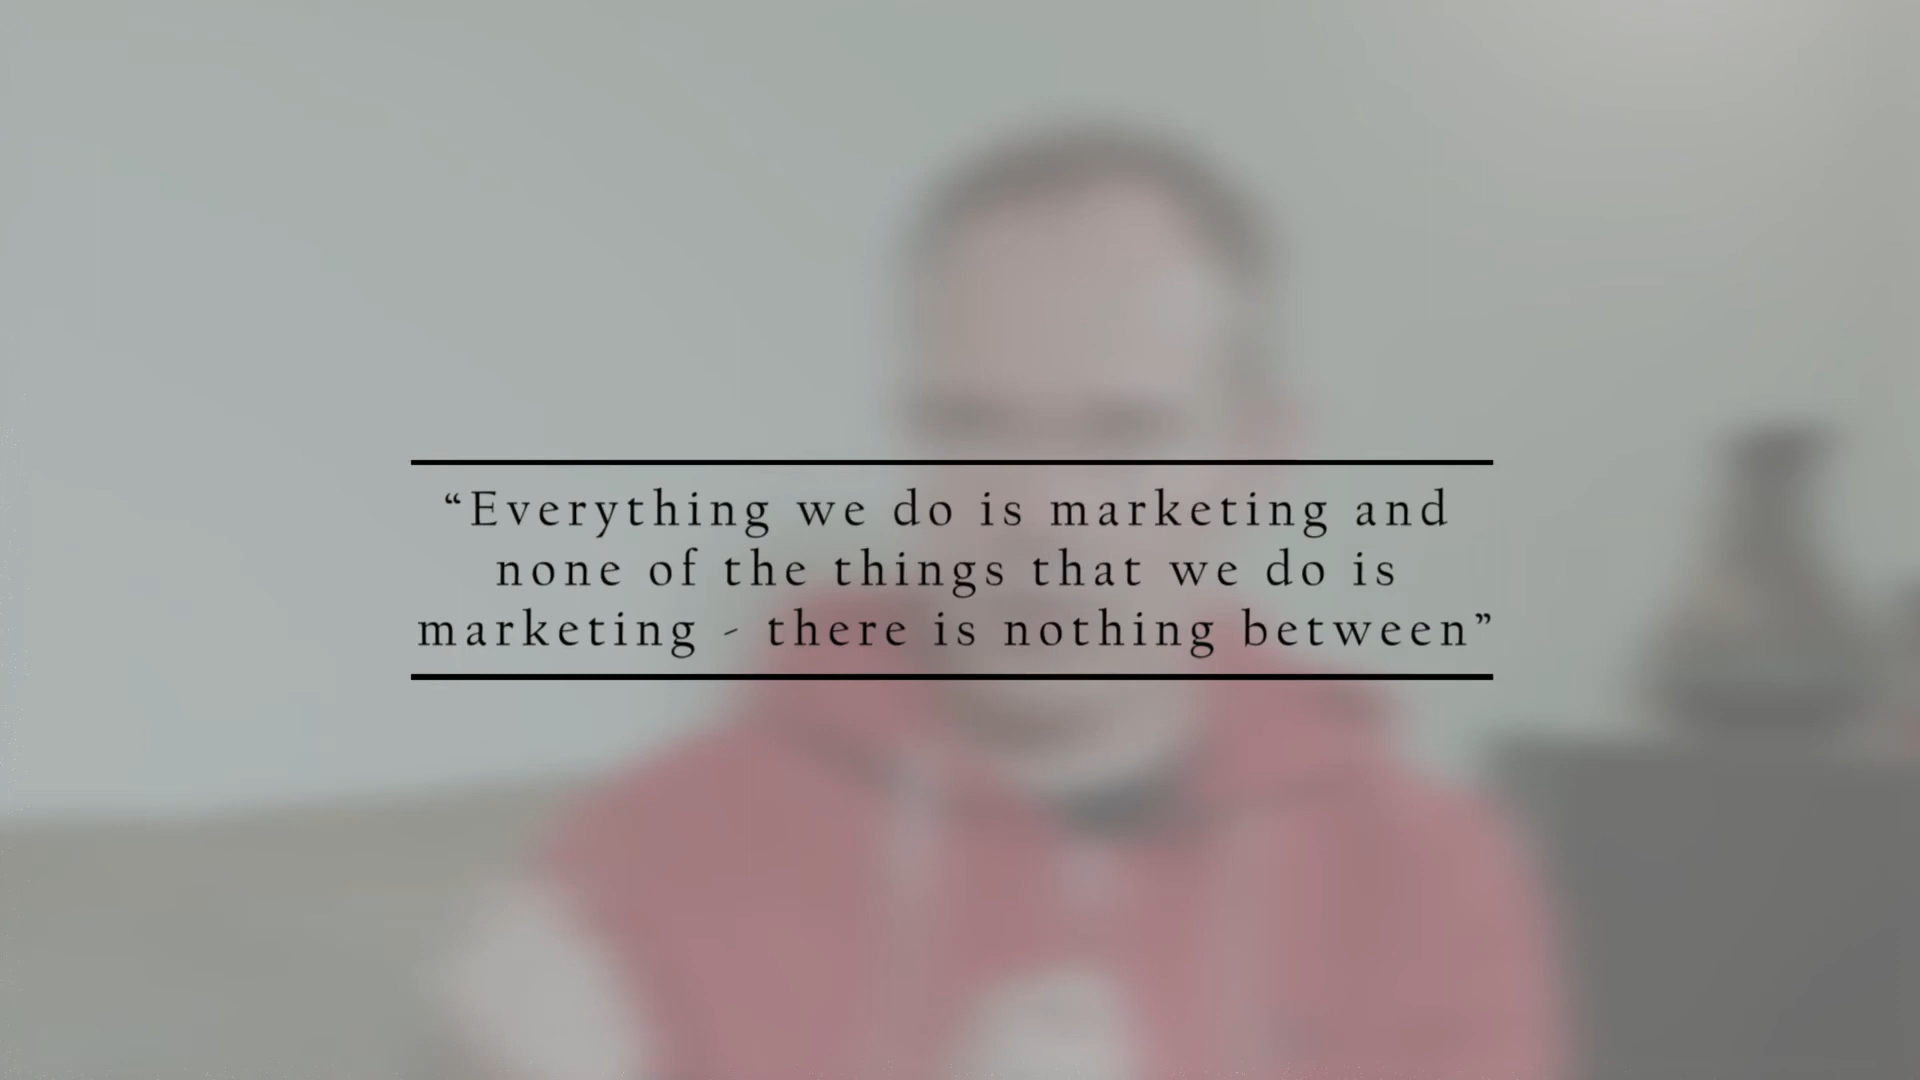 “Everything we do is marketing and
none of the things that we do is
marketing - there is nothing between”